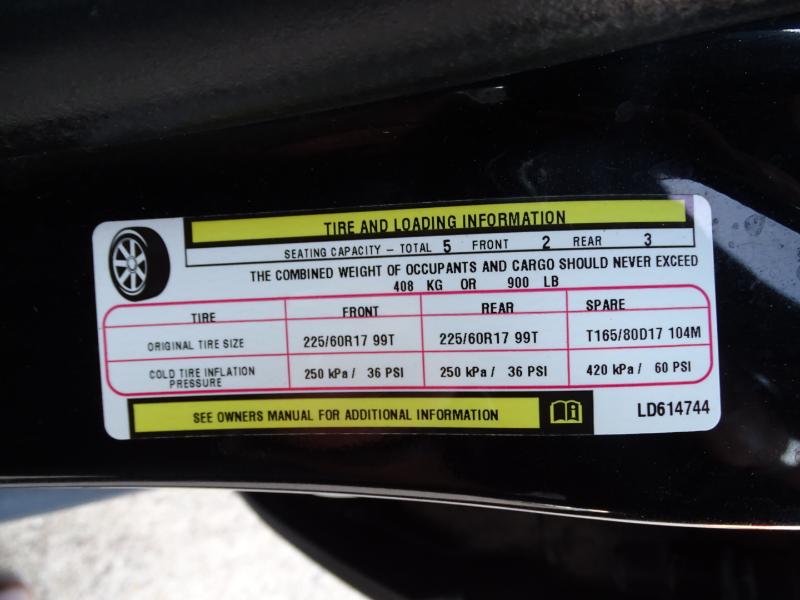 TIRE AND LOADING INFORMATION
SEATING CAPACITY - TOTAL 5 FRONT 2 REAR 3
THE COMBINED WEIGHT OF OCCUPANTS AND CARGO SHOULD NEVER EXCEED
408 KG OR 900 LB
TIRE FRONT REAR SPARE
ORIGINAL TIRE SIZE 225/60R17 99T 225/60R17 99T T165/80D17 104M
COLD TIRE INFLATION PRESSURE 250 kPa / 36 PSI 250 kPa / 36 PSI 420 kPa / 60 PSI
SEE OWNERS MANUAL FOR ADDITIONAL INFORMATION LD614744